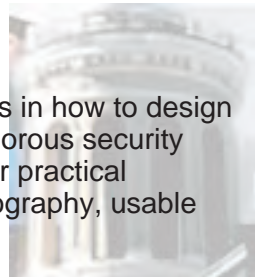 s in how to design
orous security
r practical
ography, usable